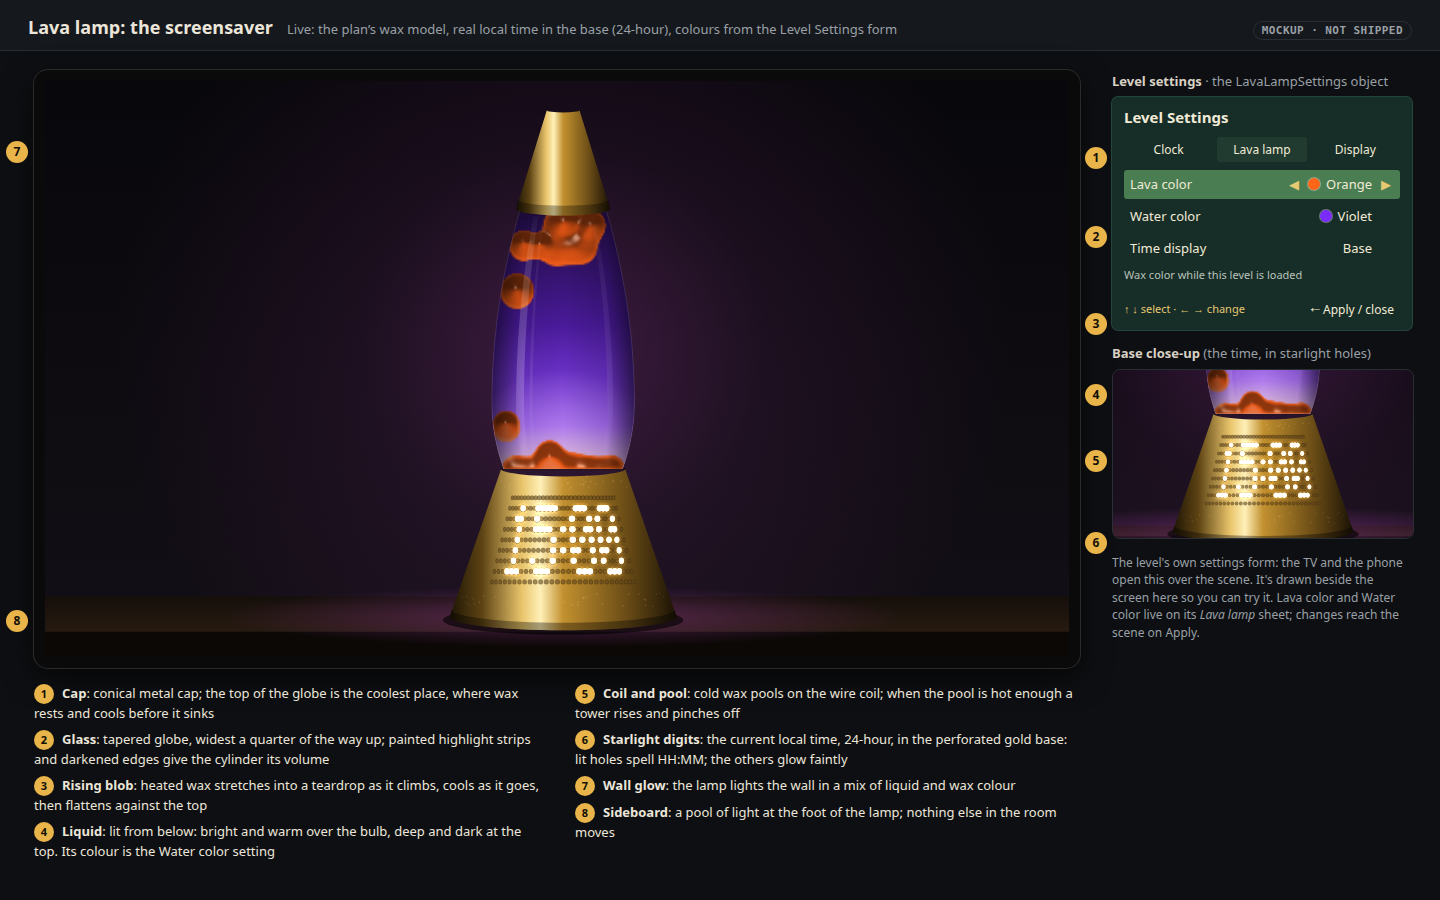 Lava lamp: the screensaver
Live: the plan's wax model, real local time in the base (24-hour), colours from the Level Settings form
MOCKUP · NOT SHIPPED
7
8
1
2
3
4
5
6
Level settings · the LavaLampSettings object
Level Settings
Clock
Lava lamp
Display
Lava color
◀ Orange ▶
Water color
Violet
Time display
Base
Wax color while this level is loaded
↑ ↓ select · ← → change
← Apply / close
Base close-up (the time, in starlight holes)
The level's own settings form: the TV and the phone
open this over the scene. It's drawn beside the
screen here so you can try it. Lava color and Water
color live on its Lava lamp sheet; changes reach the
scene on Apply.
1 Cap: conical metal cap; the top of the globe is the coolest place, where wax
rests and cools before it sinks
2 Glass: tapered globe, widest a quarter of the way up; painted highlight strips
and darkened edges give the cylinder its volume
3 Rising blob: heated wax stretches into a teardrop as it climbs, cools as it goes,
then flattens against the top
4 Liquid: lit from below: bright and warm over the bulb, deep and dark at the
top. Its colour is the Water color setting
5 Coil and pool: cold wax pools on the wire coil; when the pool is hot enough a
tower rises and pinches off
6 Starlight digits: the current local time, 24-hour, in the perforated gold base:
lit holes spell HH:MM; the others glow faintly
7 Wall glow: the lamp lights the wall in a mix of liquid and wax colour
8 Sideboard: a pool of light at the foot of the lamp; nothing else in the room
moves